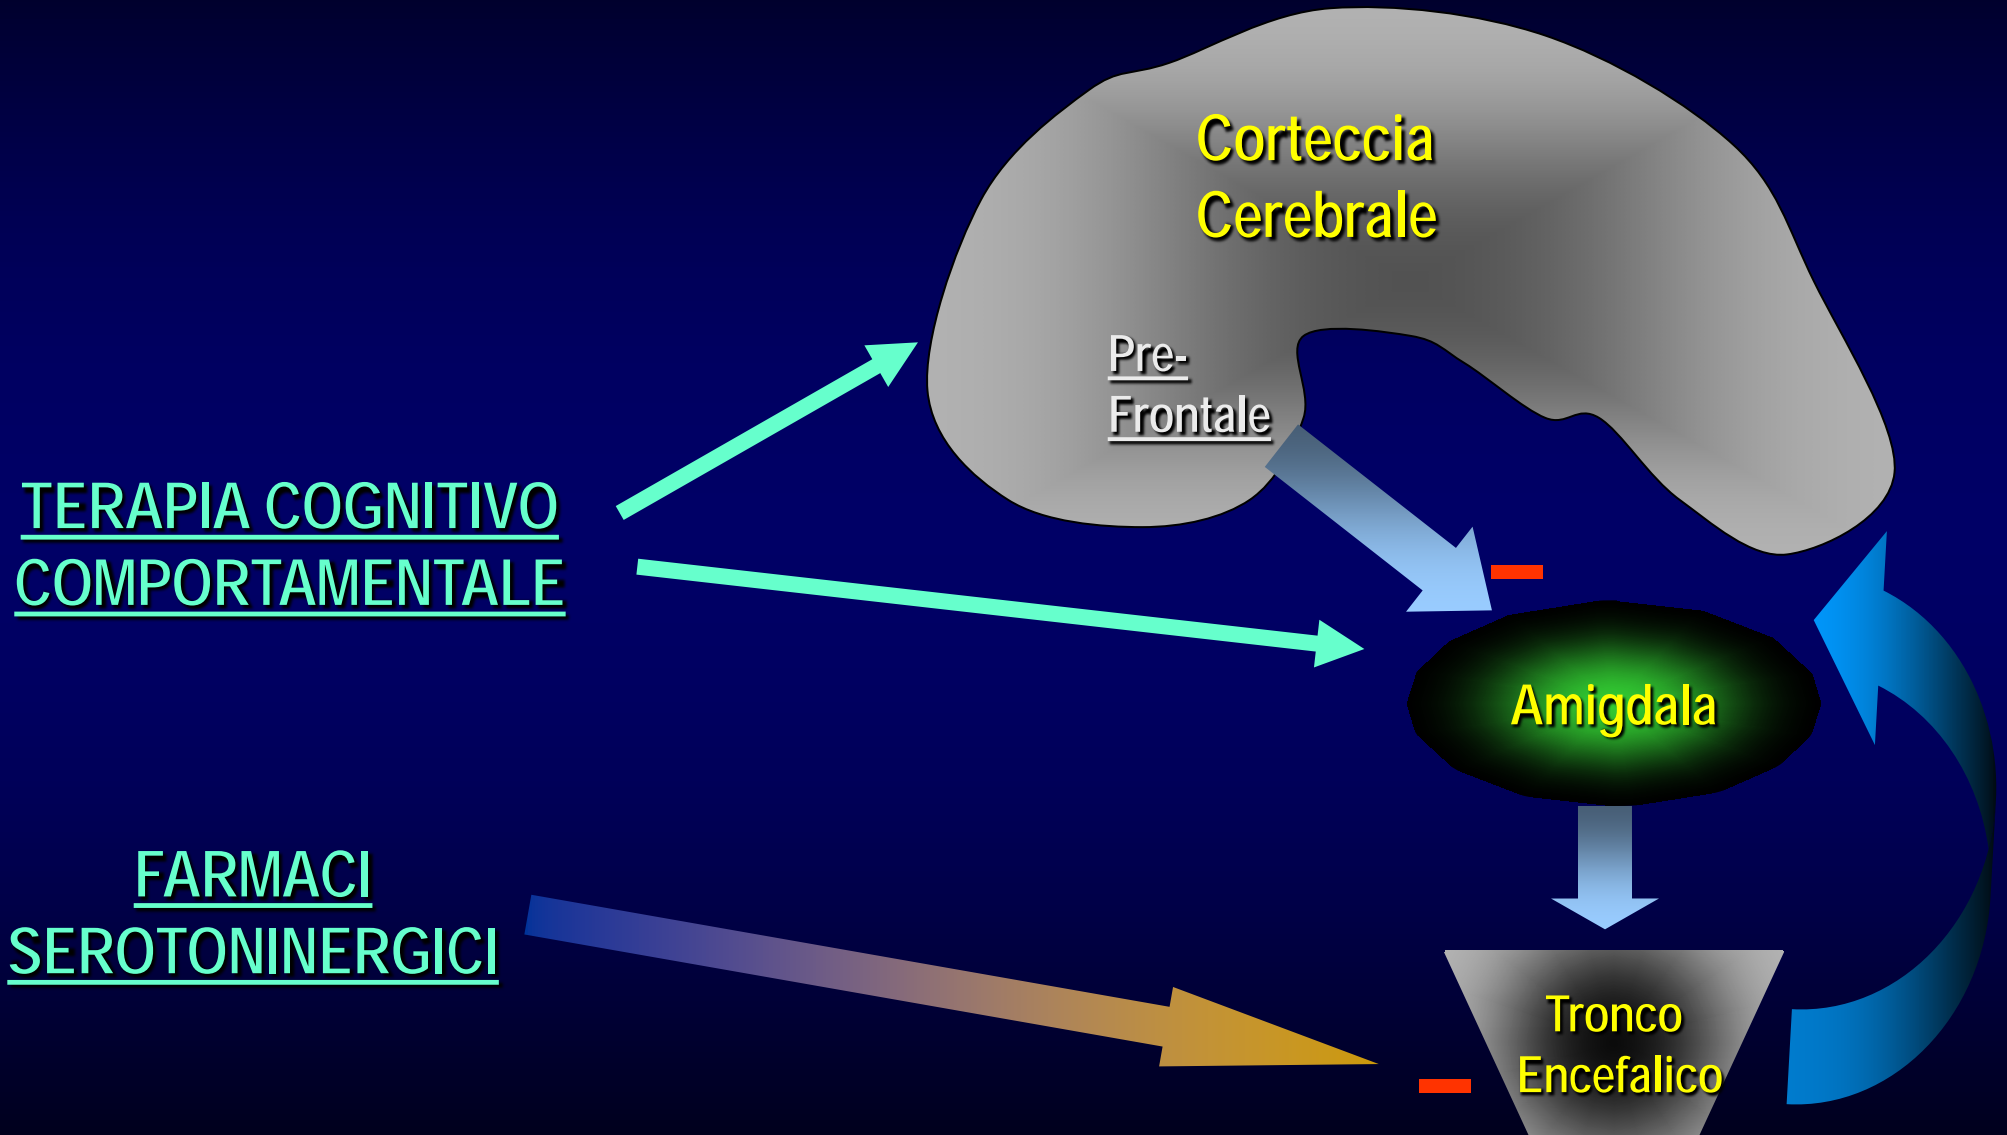 Corteccia
Cerebrale
Pre-
Frontale
TERAPIA COGNITIVO
COMPORTAMENTALE
Amigdala
FARMACI
SEROTONINERGICI
Tronco
Encefalico